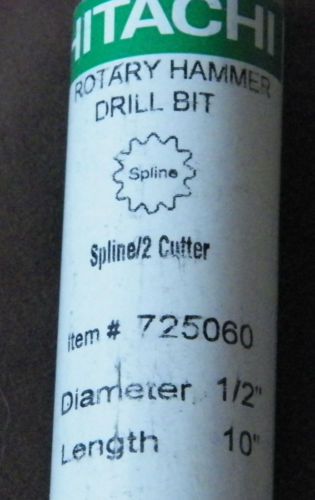 HITACHI
ROTARY HAMMER
DRILL BIT
Spline
Spline/2 Cutter
Item # 725060
Diameter 1/2"
Length 10"